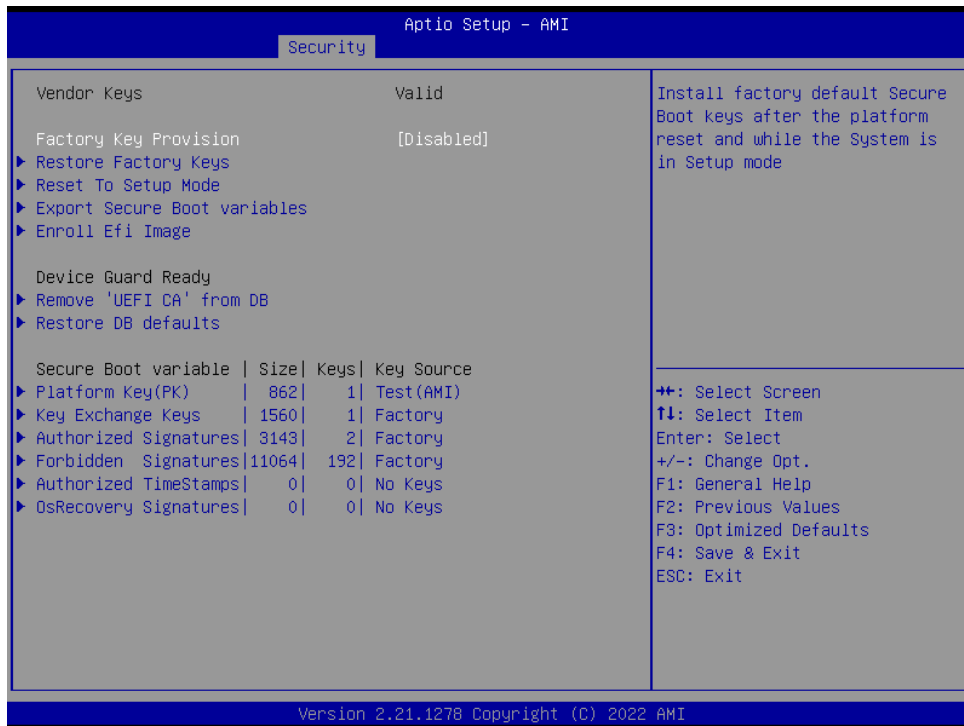 Aptio Setup – AMI
Security
Vendor Keys Valid
Factory Key Provision [Disabled]
▶ Restore Factory Keys
▶ Reset To Setup Mode
▶ Export Secure Boot variables
▶ Enroll Efi Image
Device Guard Ready
▶ Remove 'UEFI CA' from DB
▶ Restore DB defaults
Secure Boot variable | Size| Keys| Key Source
▶ Platform Key(PK) | 862| 1| Test(AMI)
▶ Key Exchange Keys | 1560| 1| Factory
▶ Authorized Signatures| 3143| 2| Factory
▶ Forbidden Signatures|11064| 192| Factory
▶ Authorized TimeStamps| 0| 0| No Keys
▶ OsRecovery Signatures| 0| 0| No Keys
Install factory default Secure
Boot keys after the platform
reset and while the System is
in Setup mode
→←: Select Screen
↑↓: Select Item
Enter: Select
+/-: Change Opt.
F1: General Help
F2: Previous Values
F3: Optimized Defaults
F4: Save & Exit
ESC: Exit
Version 2.21.1278 Copyright (C) 2022 AMI